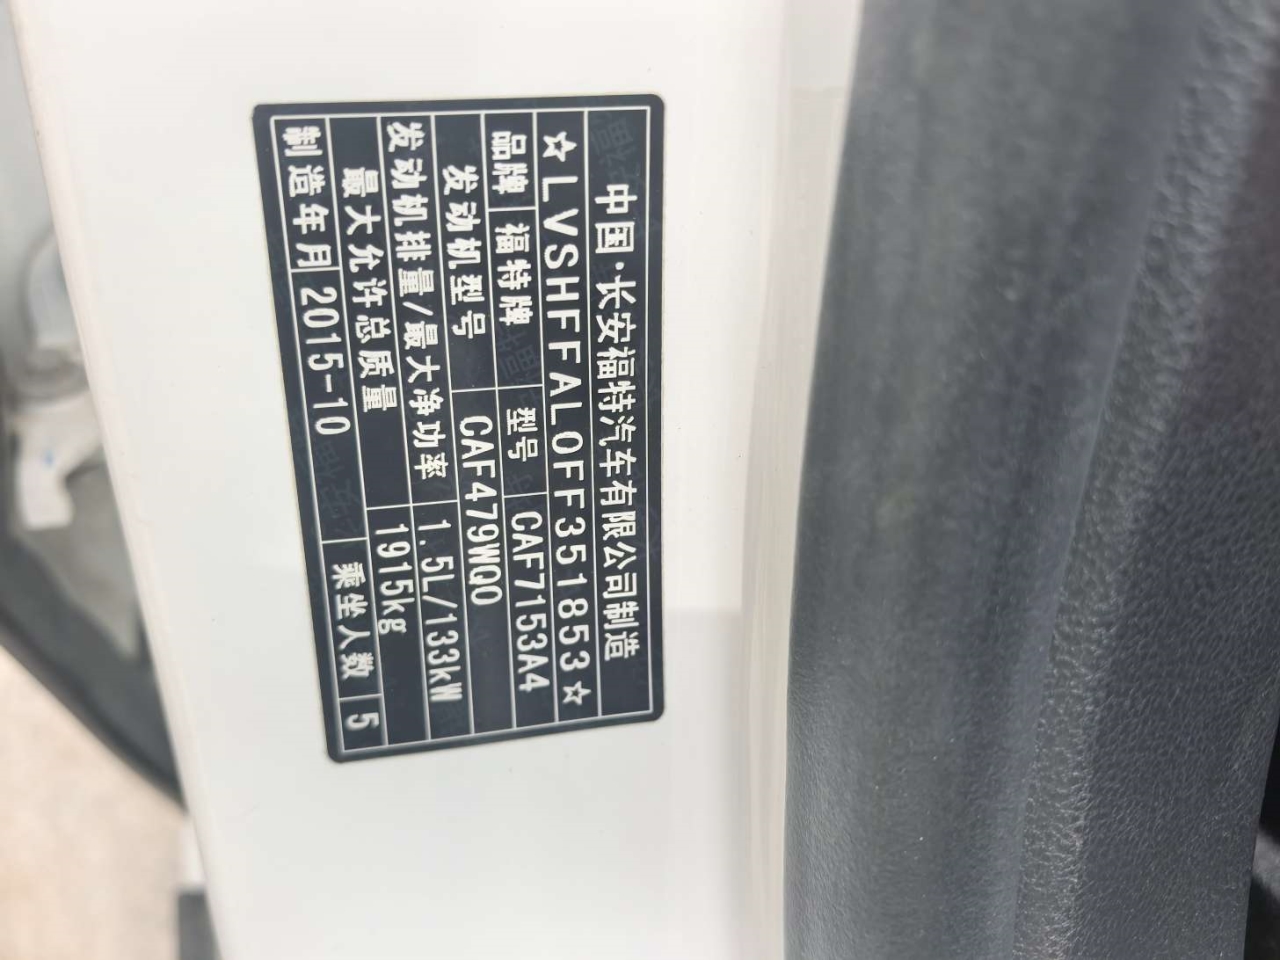 中国·长安福特汽车有限公司制造
☆LVSHFFAL0FF351853☆
品牌 福特牌 型号 CAF7153A4
发动机型号 CAF479WQ0
发动机排量/最大净功率 1.5L/133kW
最大允许总质量 1915kg
制造年月 2015-10 乘坐人数 5